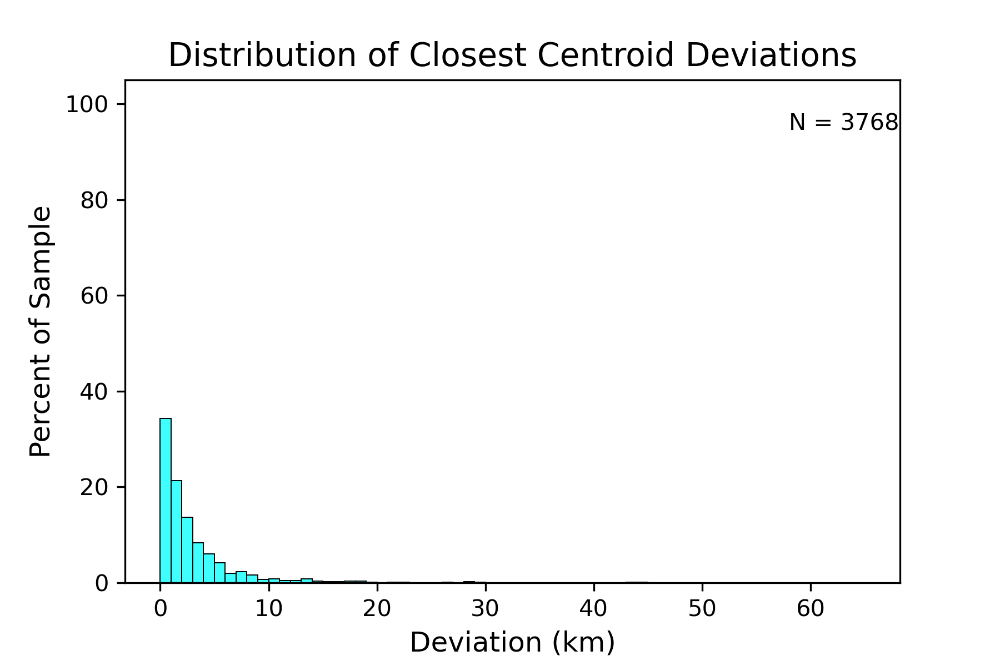 Distribution of Closest Centroid Deviations
N = 3768
Percent of Sample
100
80
60
40
20
0
0 10 20 30 40 50 60
Deviation (km)